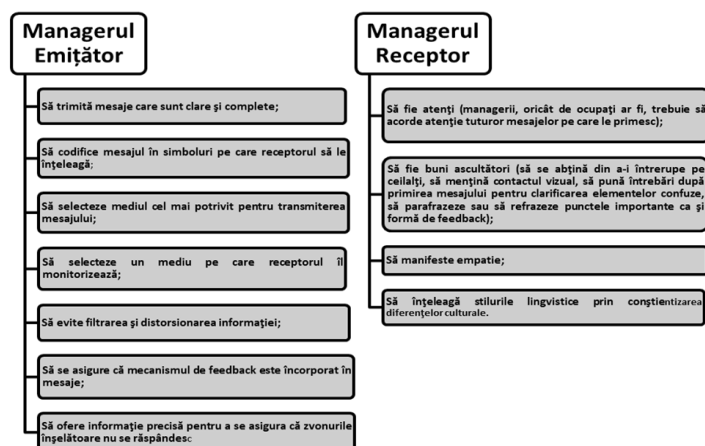 Managerul
Emițător
Să trimită mesaje care sunt clare şi complete;
Să codifice mesajul în simboluri pe care receptorul să le
înţeleagă;
Să selecteze mediul cel mai potrivit pentru transmiterea
mesajului;
Să selecteze un mediu pe care receptorul îl
monitorizează;
Să evite filtrarea şi distorsionarea informaţiei;
Să se asigure că mecanismul de feedback este încorporat în
mesaje;
Să ofere informaţie precisă pentru a se asigura că zvonurile
înşelătoare nu se răspândesc
Managerul
Receptor
Să fie atenţi (managerii, oricât de ocupaţi ar fi, trebuie să
acorde atenţie tuturor mesajelor pe care le primesc);
Să fie buni ascultători (să se abţină din a-i întrerupe pe
ceilalţi, să menţină contactul vizual, să pună întrebări după
primirea mesajului pentru clarificarea elementelor confuze,
să parafrazeze sau să refrazeze punctele importante ca şi
formă de feedback);
Să manifeste empatie;
Să înţeleagă stilurile lingvistice prin conştientizarea
diferenţelor culturale.